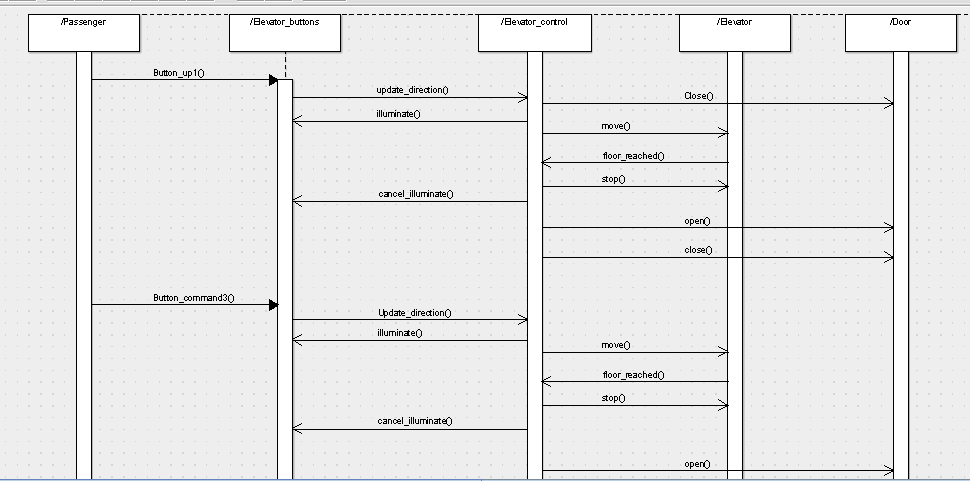 /Passenger
/Elevator_buttons
/Elevator_control
/Elevator
/Door
Button_up1()
update_direction()
Close()
illuminate()
move()
floor_reached()
stop()
cancel_illuminate()
open()
close()
Button_command3()
Update_direction()
illuminate()
move()
floor_reached()
stop()
cancel_illuminate()
open()